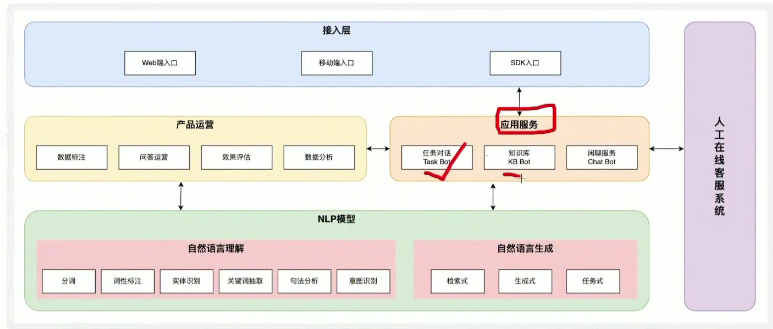 接入层
Web端入口
移动端入口
SDK入口
产品运营
数据标注
问答运营
效果评估
数据分析
应用服务
任务对话
Task Bot
知识库
KB Bot
闲聊服务
Chat Bot
人工在线客服系统
NLP模型
自然语言理解
分词
词性标注
实体识别
关键词抽取
句法分析
意图识别
自然语言生成
检索式
生成式
任务式